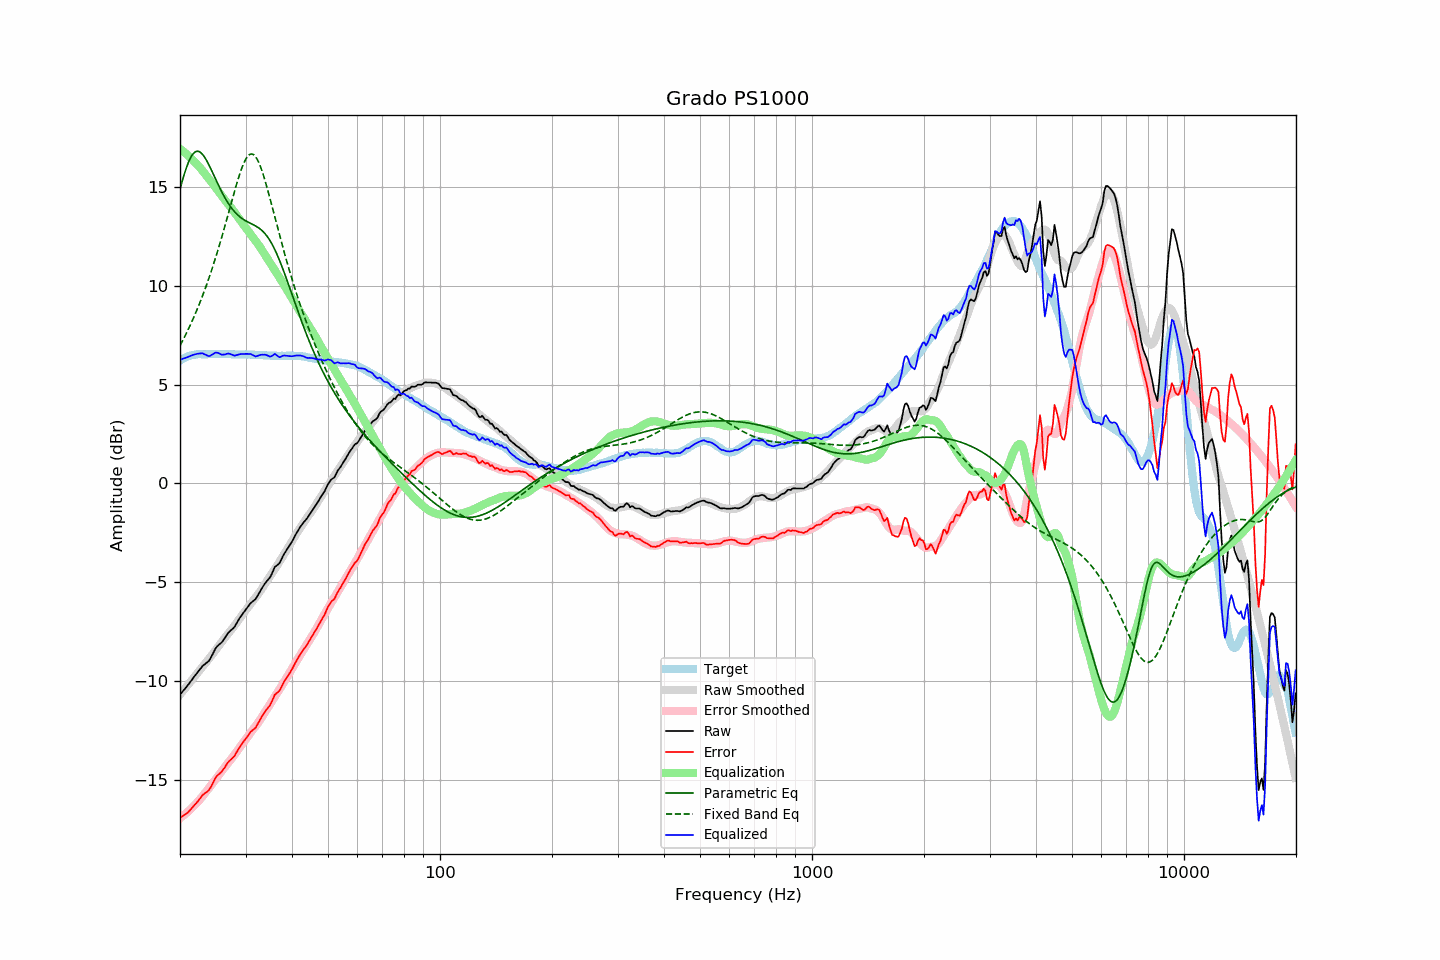 Grado PS1000
Amplitude (dBr)
15
10
5
0
−5
−10
−15
Target
Raw Smoothed
Error Smoothed
Raw
Error
Equalization
Parametric Eq
Fixed Band Eq
Equalized
100
1000
10000
Frequency (Hz)